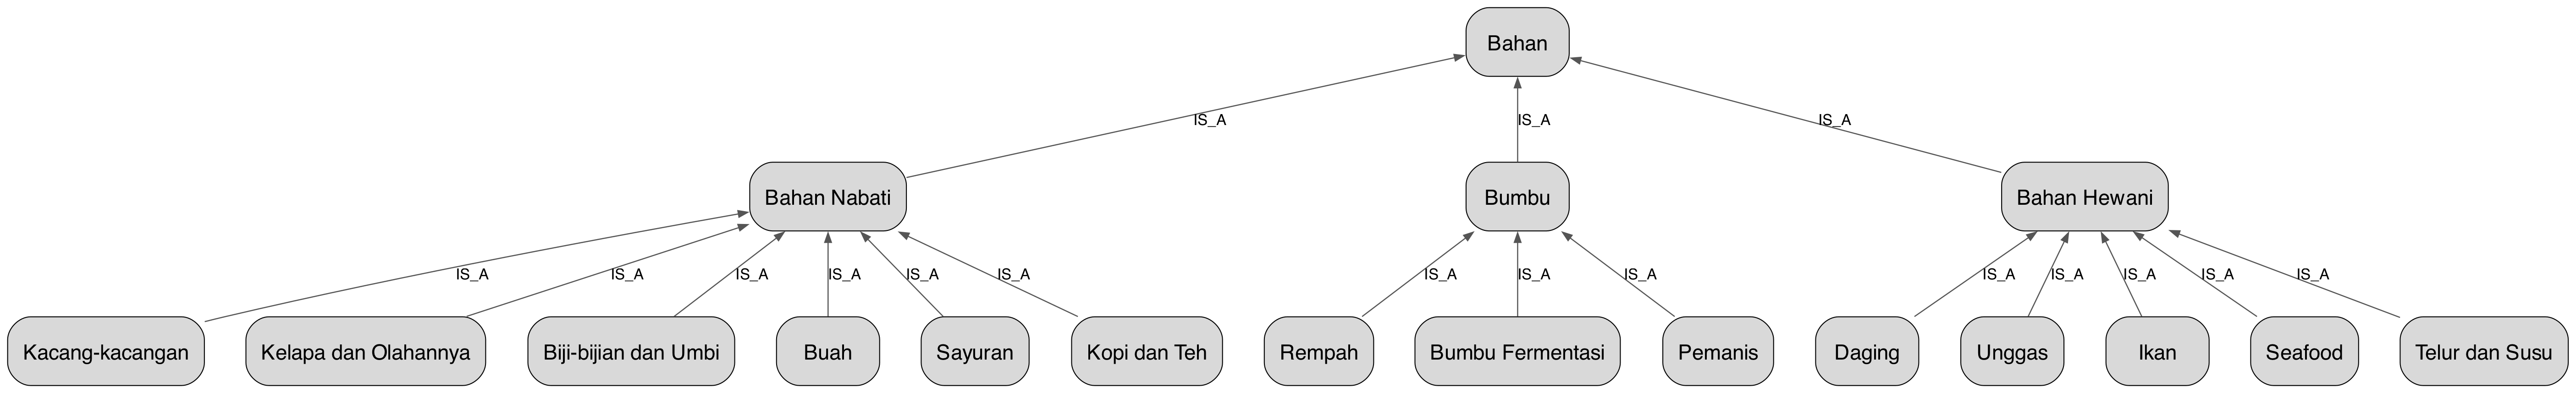 Bahan
IS_A
IS_A
IS_A
Bahan Nabati
Bumbu
Bahan Hewani
IS_A
IS_A
IS_A
IS_A
IS_A
IS_A
IS_A
IS_A
IS_A
IS_A
IS_A
IS_A
IS_A
IS_A
Kacang-kacangan
Kelapa dan Olahannya
Biji-bijian dan Umbi
Buah
Sayuran
Kopi dan Teh
Rempah
Bumbu Fermentasi
Pemanis
Daging
Unggas
Ikan
Seafood
Telur dan Susu